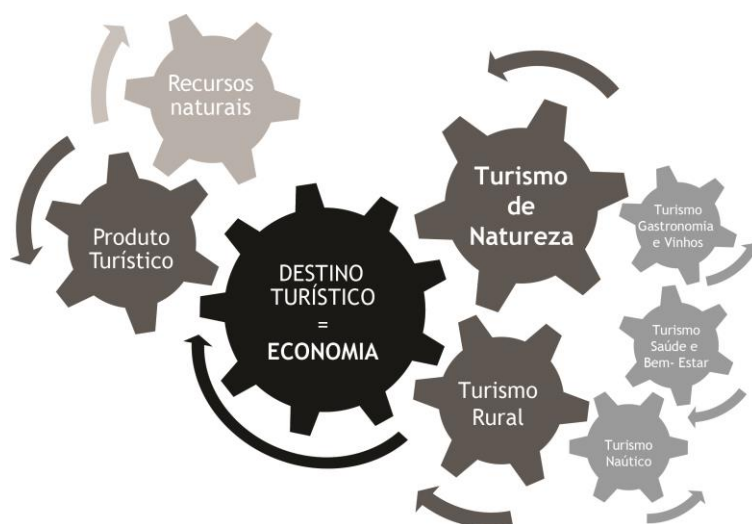 Recursos
naturais
Produto
Turístico
DESTINO
TURÍSTICO
=
ECONOMIA
Turismo
de
Natureza
Turismo
Rural
Turismo
Gastronomia
e Vinhos
Turismo
Saúde e
Bem- Estar
Turismo
Naútico